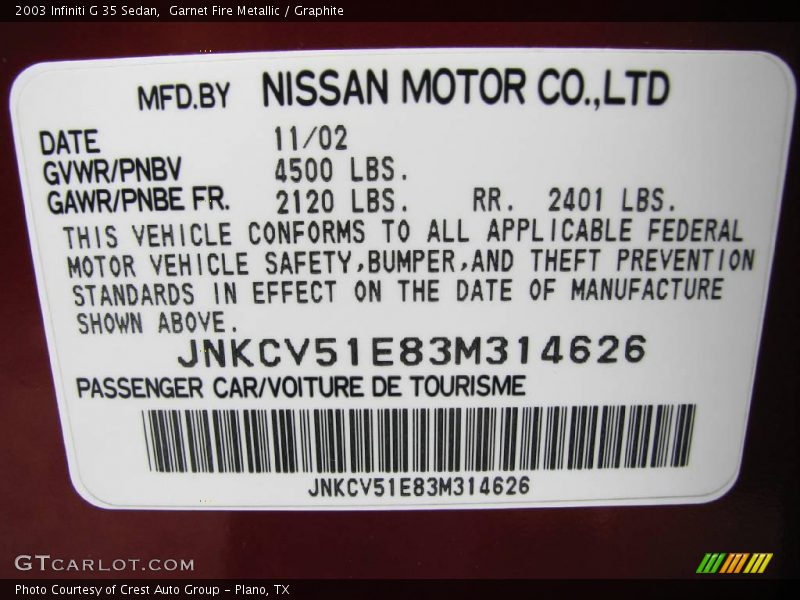 2003 Infiniti G 35 Sedan,  Garnet Fire Metallic / Graphite
MFD.BY NISSAN MOTOR CO.,LTD
DATE 11/02
GVWR/PNBV 4500 LBS.
GAWR/PNBE FR. 2120 LBS. RR. 2401 LBS.
THIS VEHICLE CONFORMS TO ALL APPLICABLE FEDERAL
MOTOR VEHICLE SAFETY,BUMPER,AND THEFT PREVENTION
STANDARDS IN EFFECT ON THE DATE OF MANUFACTURE
SHOWN ABOVE.
JNKCV51E83M314626
PASSENGER CAR/VOITURE DE TOURISME
JNKCV51E83M314626
GTCARLOT.COM
Photo Courtesy of Crest Auto Group - Plano, TX